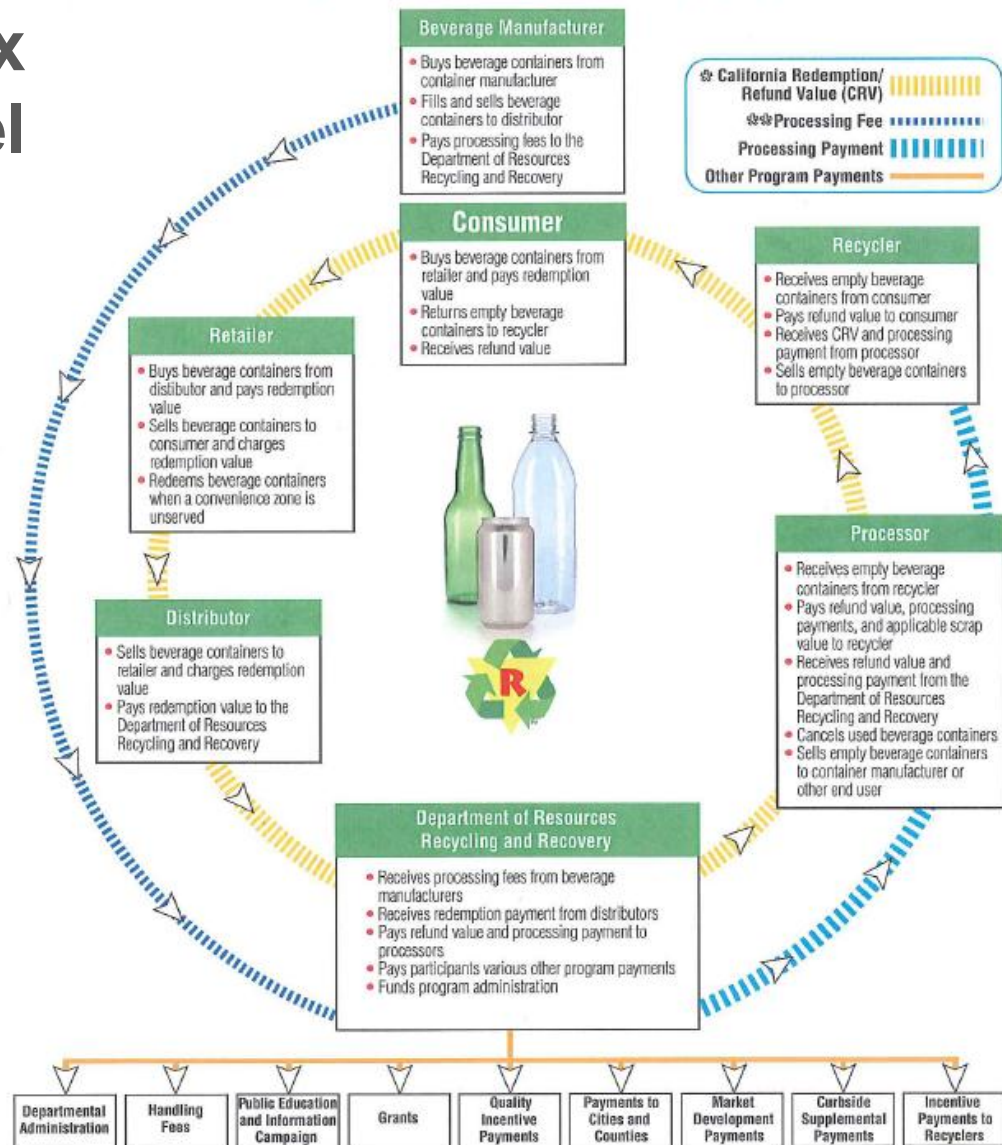 x
el
Beverage Manufacturer
• Buys beverage containers from
container manufacturer
• Fills and sells beverage
containers to distributor
• Pays processing fees to the
Department of Resources
Recycling and Recovery
☆ California Redemption/
Refund Value (CRV)
☆☆Processing Fee
Processing Payment
Other Program Payments
Consumer
• Buys beverage containers from
retailer and pays redemption
value
• Returns empty beverage
containers to recycler
• Receives refund value
Recycler
• Receives empty beverage
containers from consumer
• Pays refund value to consumer
• Receives CRV and processing
payment from processor
• Sells empty beverage containers
to processor
Retailer
• Buys beverage containers from
distibutor and pays redemption
value
• Sells beverage containers to
consumer and charges
redemption value
• Redeems beverage containers
when a convenience zone is
unserved
Processor
• Receives empty beverage
containers from recycler
• Pays refund value, processing
payments, and applicable scrap
value to recycler
• Receives refund value and
processing payment from the
Department of Resources
Recycling and Recovery
• Cancels used beverage containers
• Sells empty beverage containers
to container manufacturer or
other end user
Distributor
• Sells beverage containers to
retailer and charges redemption
value
• Pays redemption value to the
Department of Resources
Recycling and Recovery
R
Department of Resources
Recycling and Recovery
• Receives processing fees from beverage
manufacturers
• Receives redemption payment from distributors
• Pays refund value and processing payment to
processors
• Pays participants various other program payments
• Funds program administration
Departmental
Administration
Handling
Fees
Public Education
and Information
Campaign
Grants
Quality
Incentive
Payments
Payments to
Cities and
Counties
Market
Development
Payments
Curbside
Supplemental
Payments
Incentive
Payments to
Recyclers